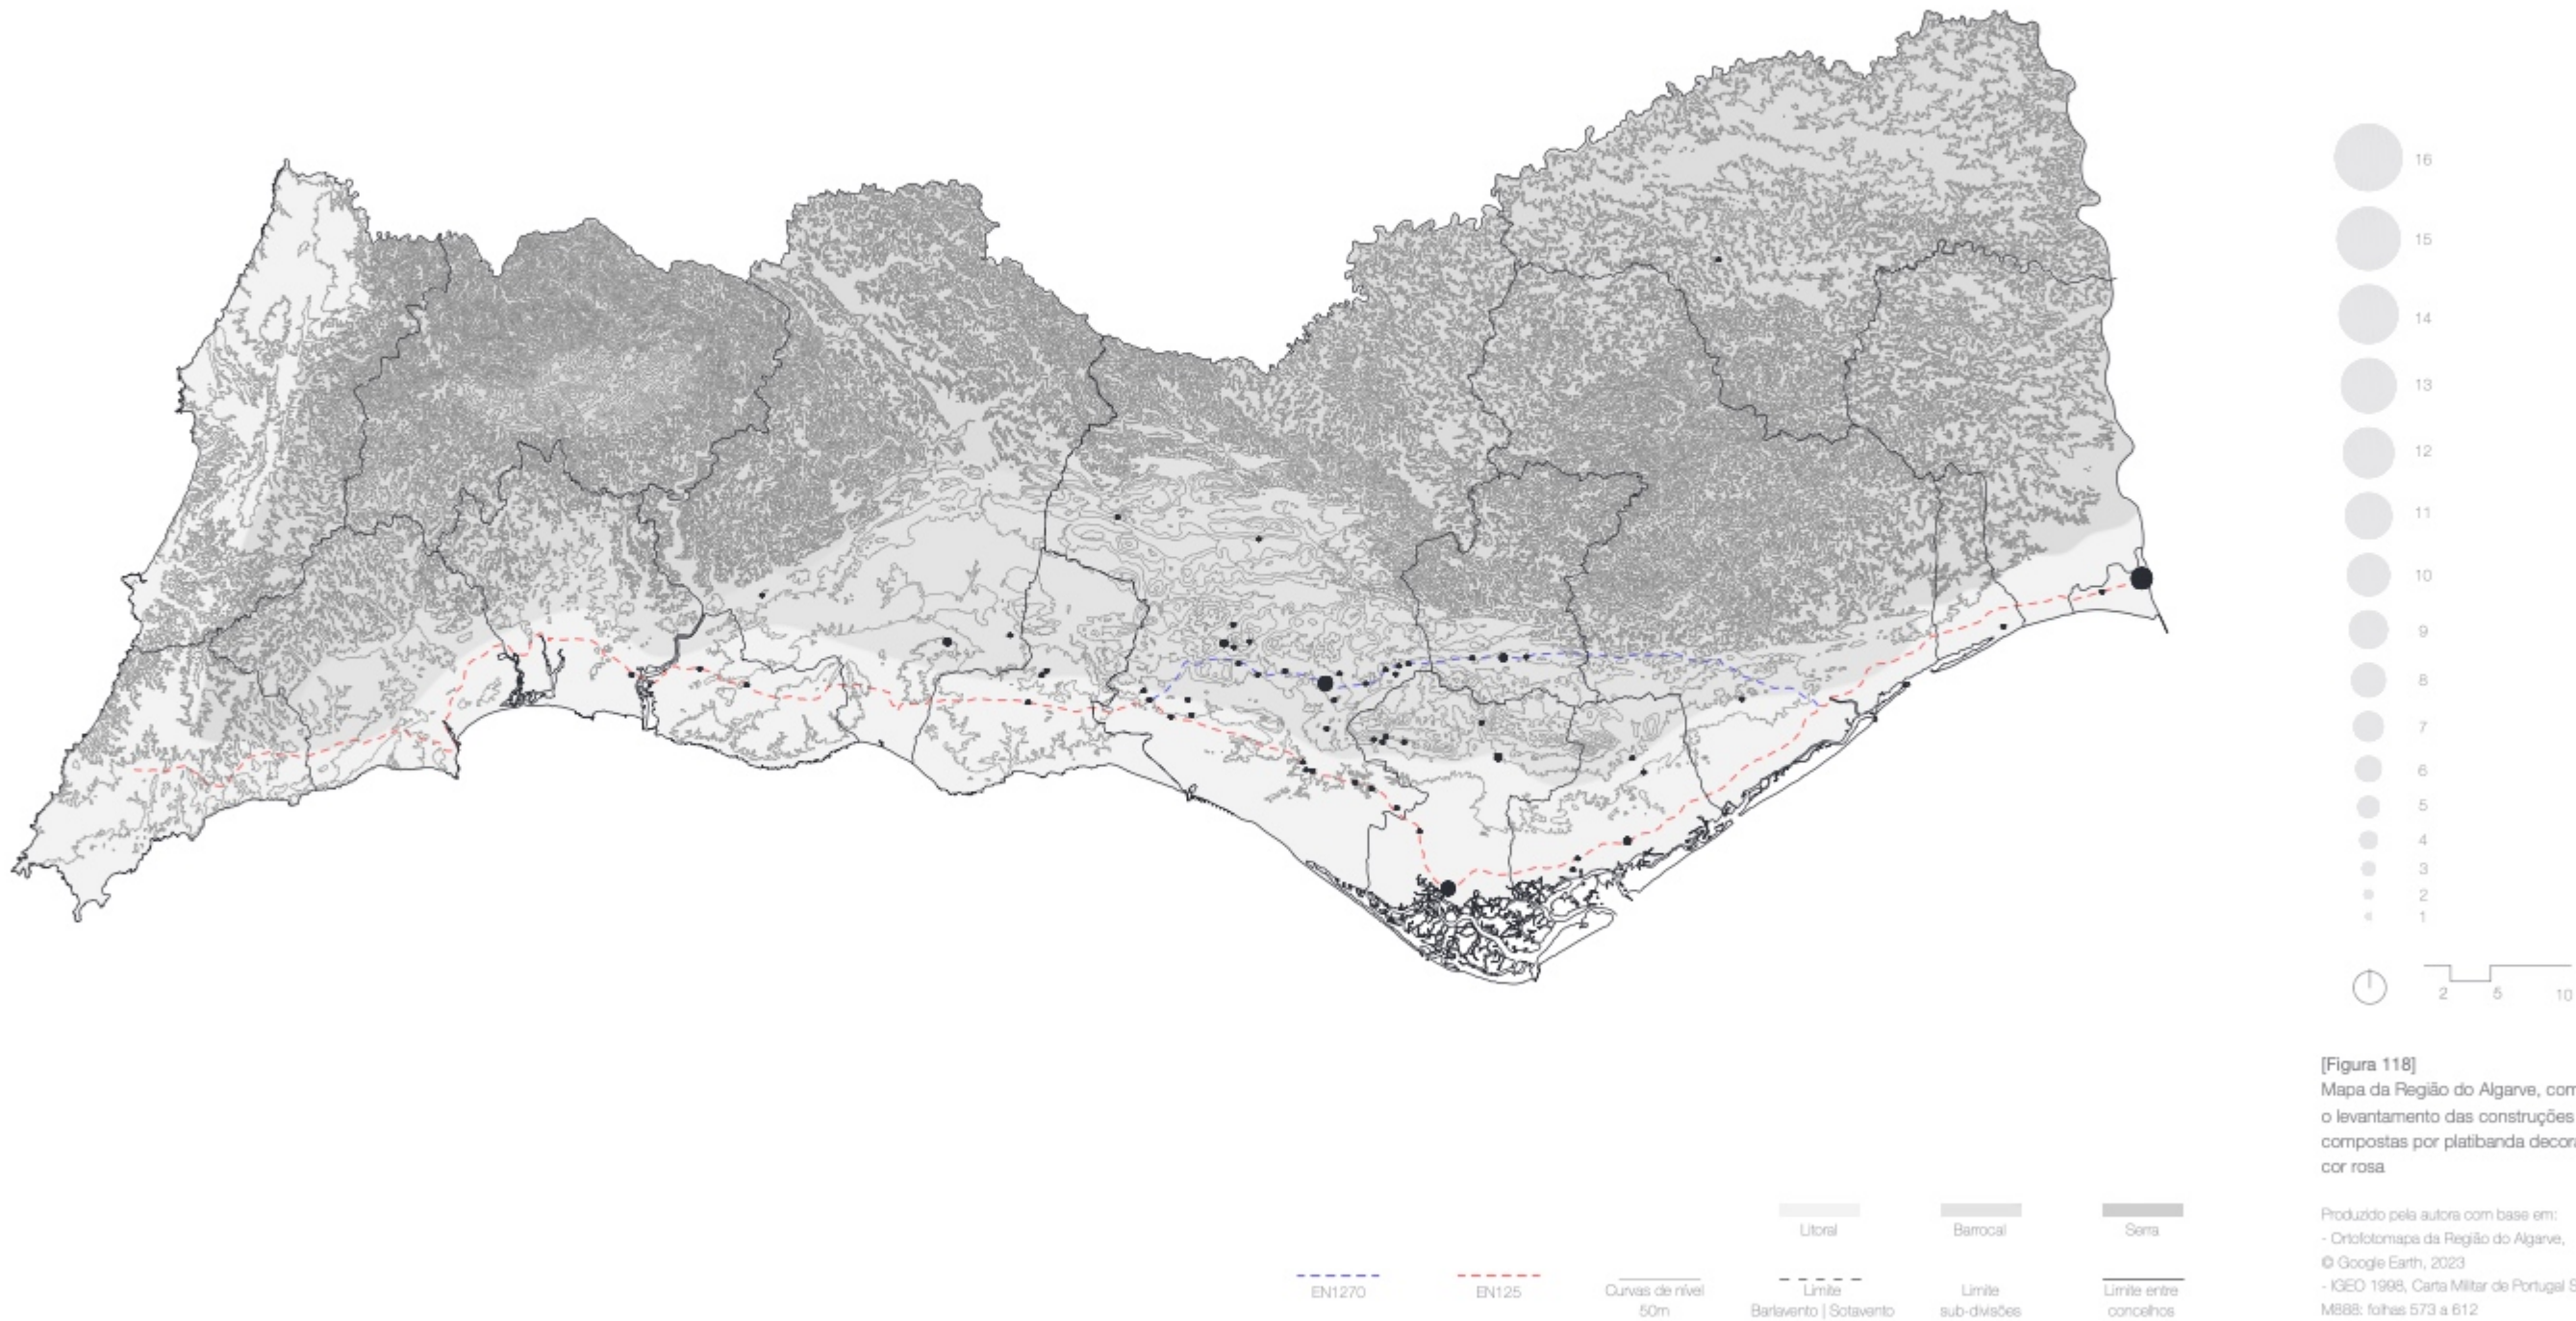 16
15
14
13
12
11
10
9
8
7
6
5
4
3
2
1
2 5 10
[Figura 118]
Mapa da Região do Algarve, com
o levantamento das construções
compostas por platibanda
cor rosa
Litoral Barrocal Serra
Produzido pela autora com base em:
- Ortofotomapa da Região do Algarve,
© Google Earth, 2023
- IGEO 1998, Carta Militar de Portugal
M888: folhas 573 a 612
EN1270 EN125 Curvas de nível Limite Limite Limite entre
50m Barlavento | Sotavento sub-divisões concelhos